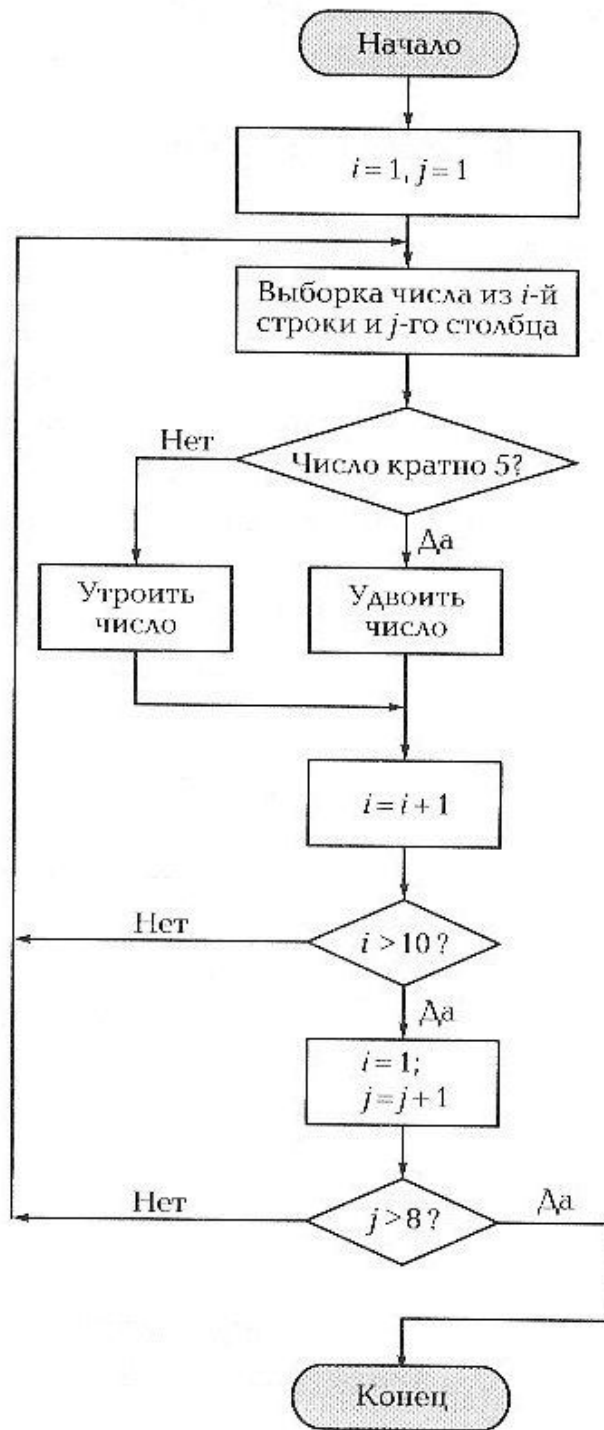 Начало
i = 1, j = 1
Выборка числа из i-й
строки и j-го столбца
Число кратно 5?
Нет
Да
Утроить
число
Удвоить
число
i = i + 1
i > 10 ?
Нет
Да
i = 1;
j = j + 1
j > 8 ?
Нет
Да
Конец